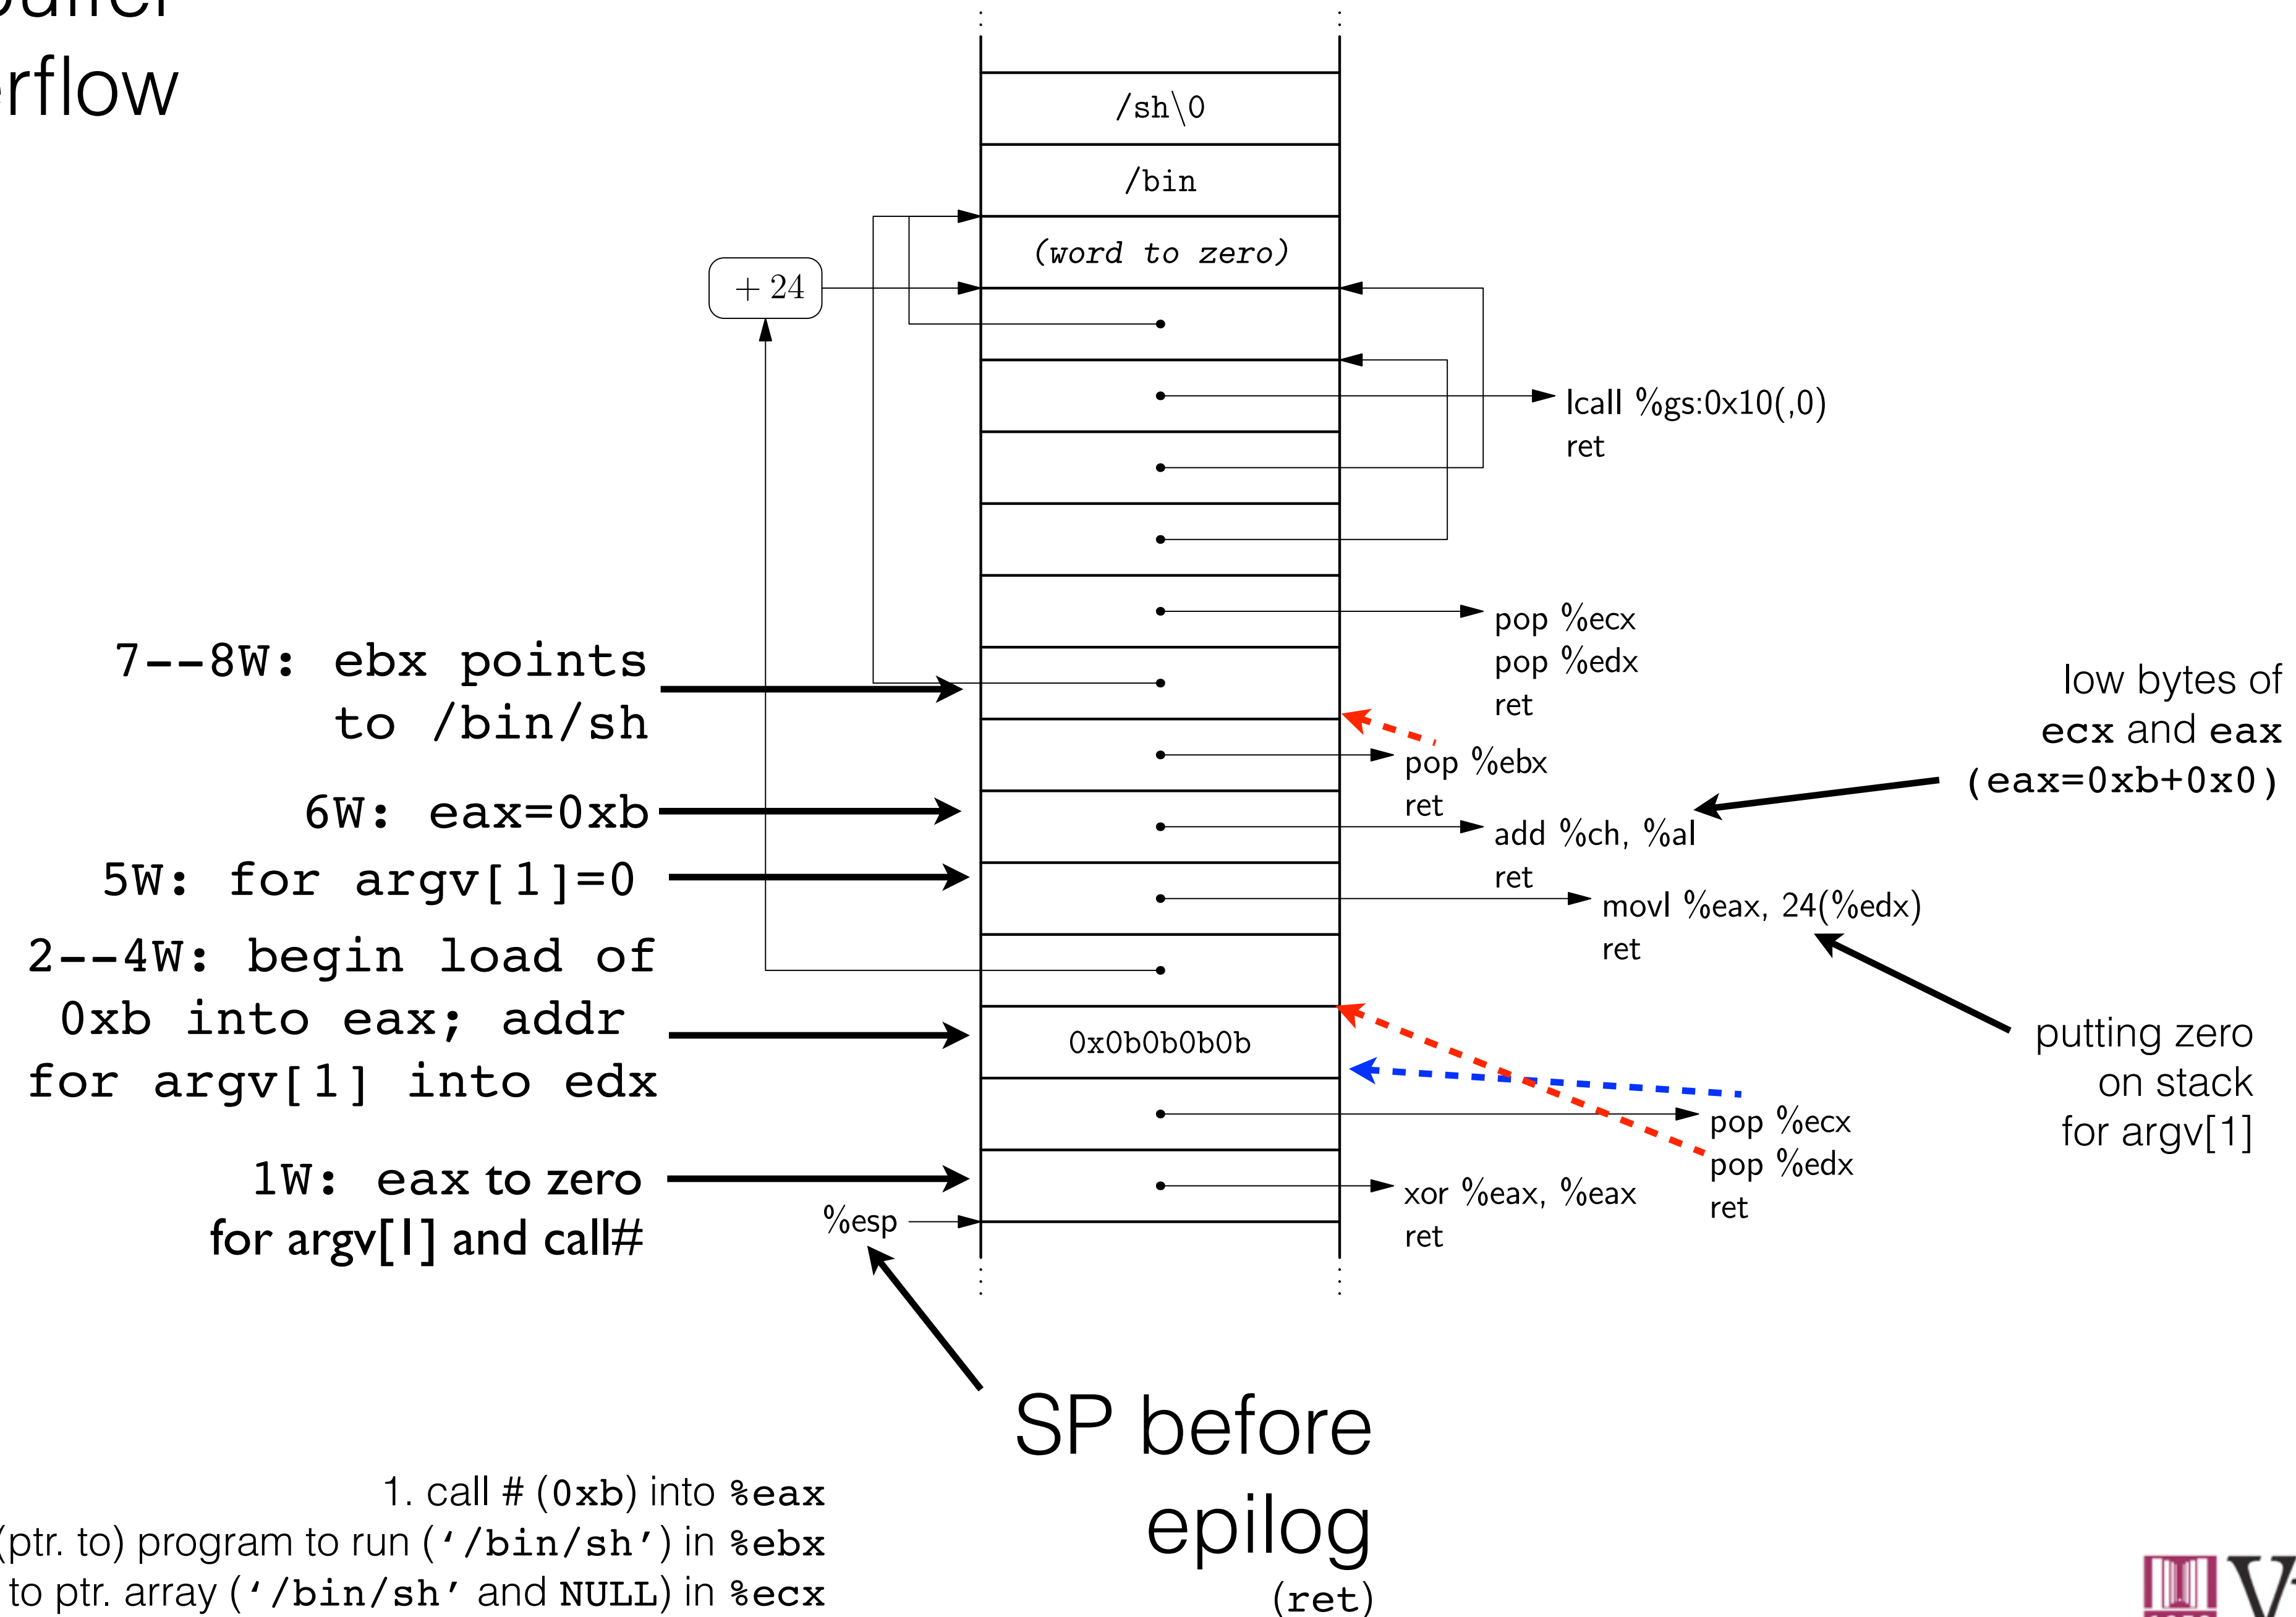 /sh\0
/bin
(word to zero)
+ 24
lcall %gs:0x10(,0)
ret
pop %ecx
pop %edx
ret
7--8W: ebx points
to /bin/sh
low bytes of
ecx and eax
(eax=0xb+0x0)
pop %ebx
ret
6W: eax=0xb
add %ch, %al
ret
5W: for argv[1]=0
movl %eax, 24(%edx)
ret
2--4W: begin load of
0xb into eax; addr
for argv[1] into edx
0x0b0b0b0b
putting zero
on stack
for argv[1]
pop %ecx
pop %edx
ret
1W: eax to zero
for argv[1] and call#
xor %eax, %eax
ret
%esp
SP before
epilog
(ret)
1. call # (0xb) into %eax
(ptr. to) program to run ('/bin/sh') in %ebx
to ptr. array ('/bin/sh' and NULL) in %ecx